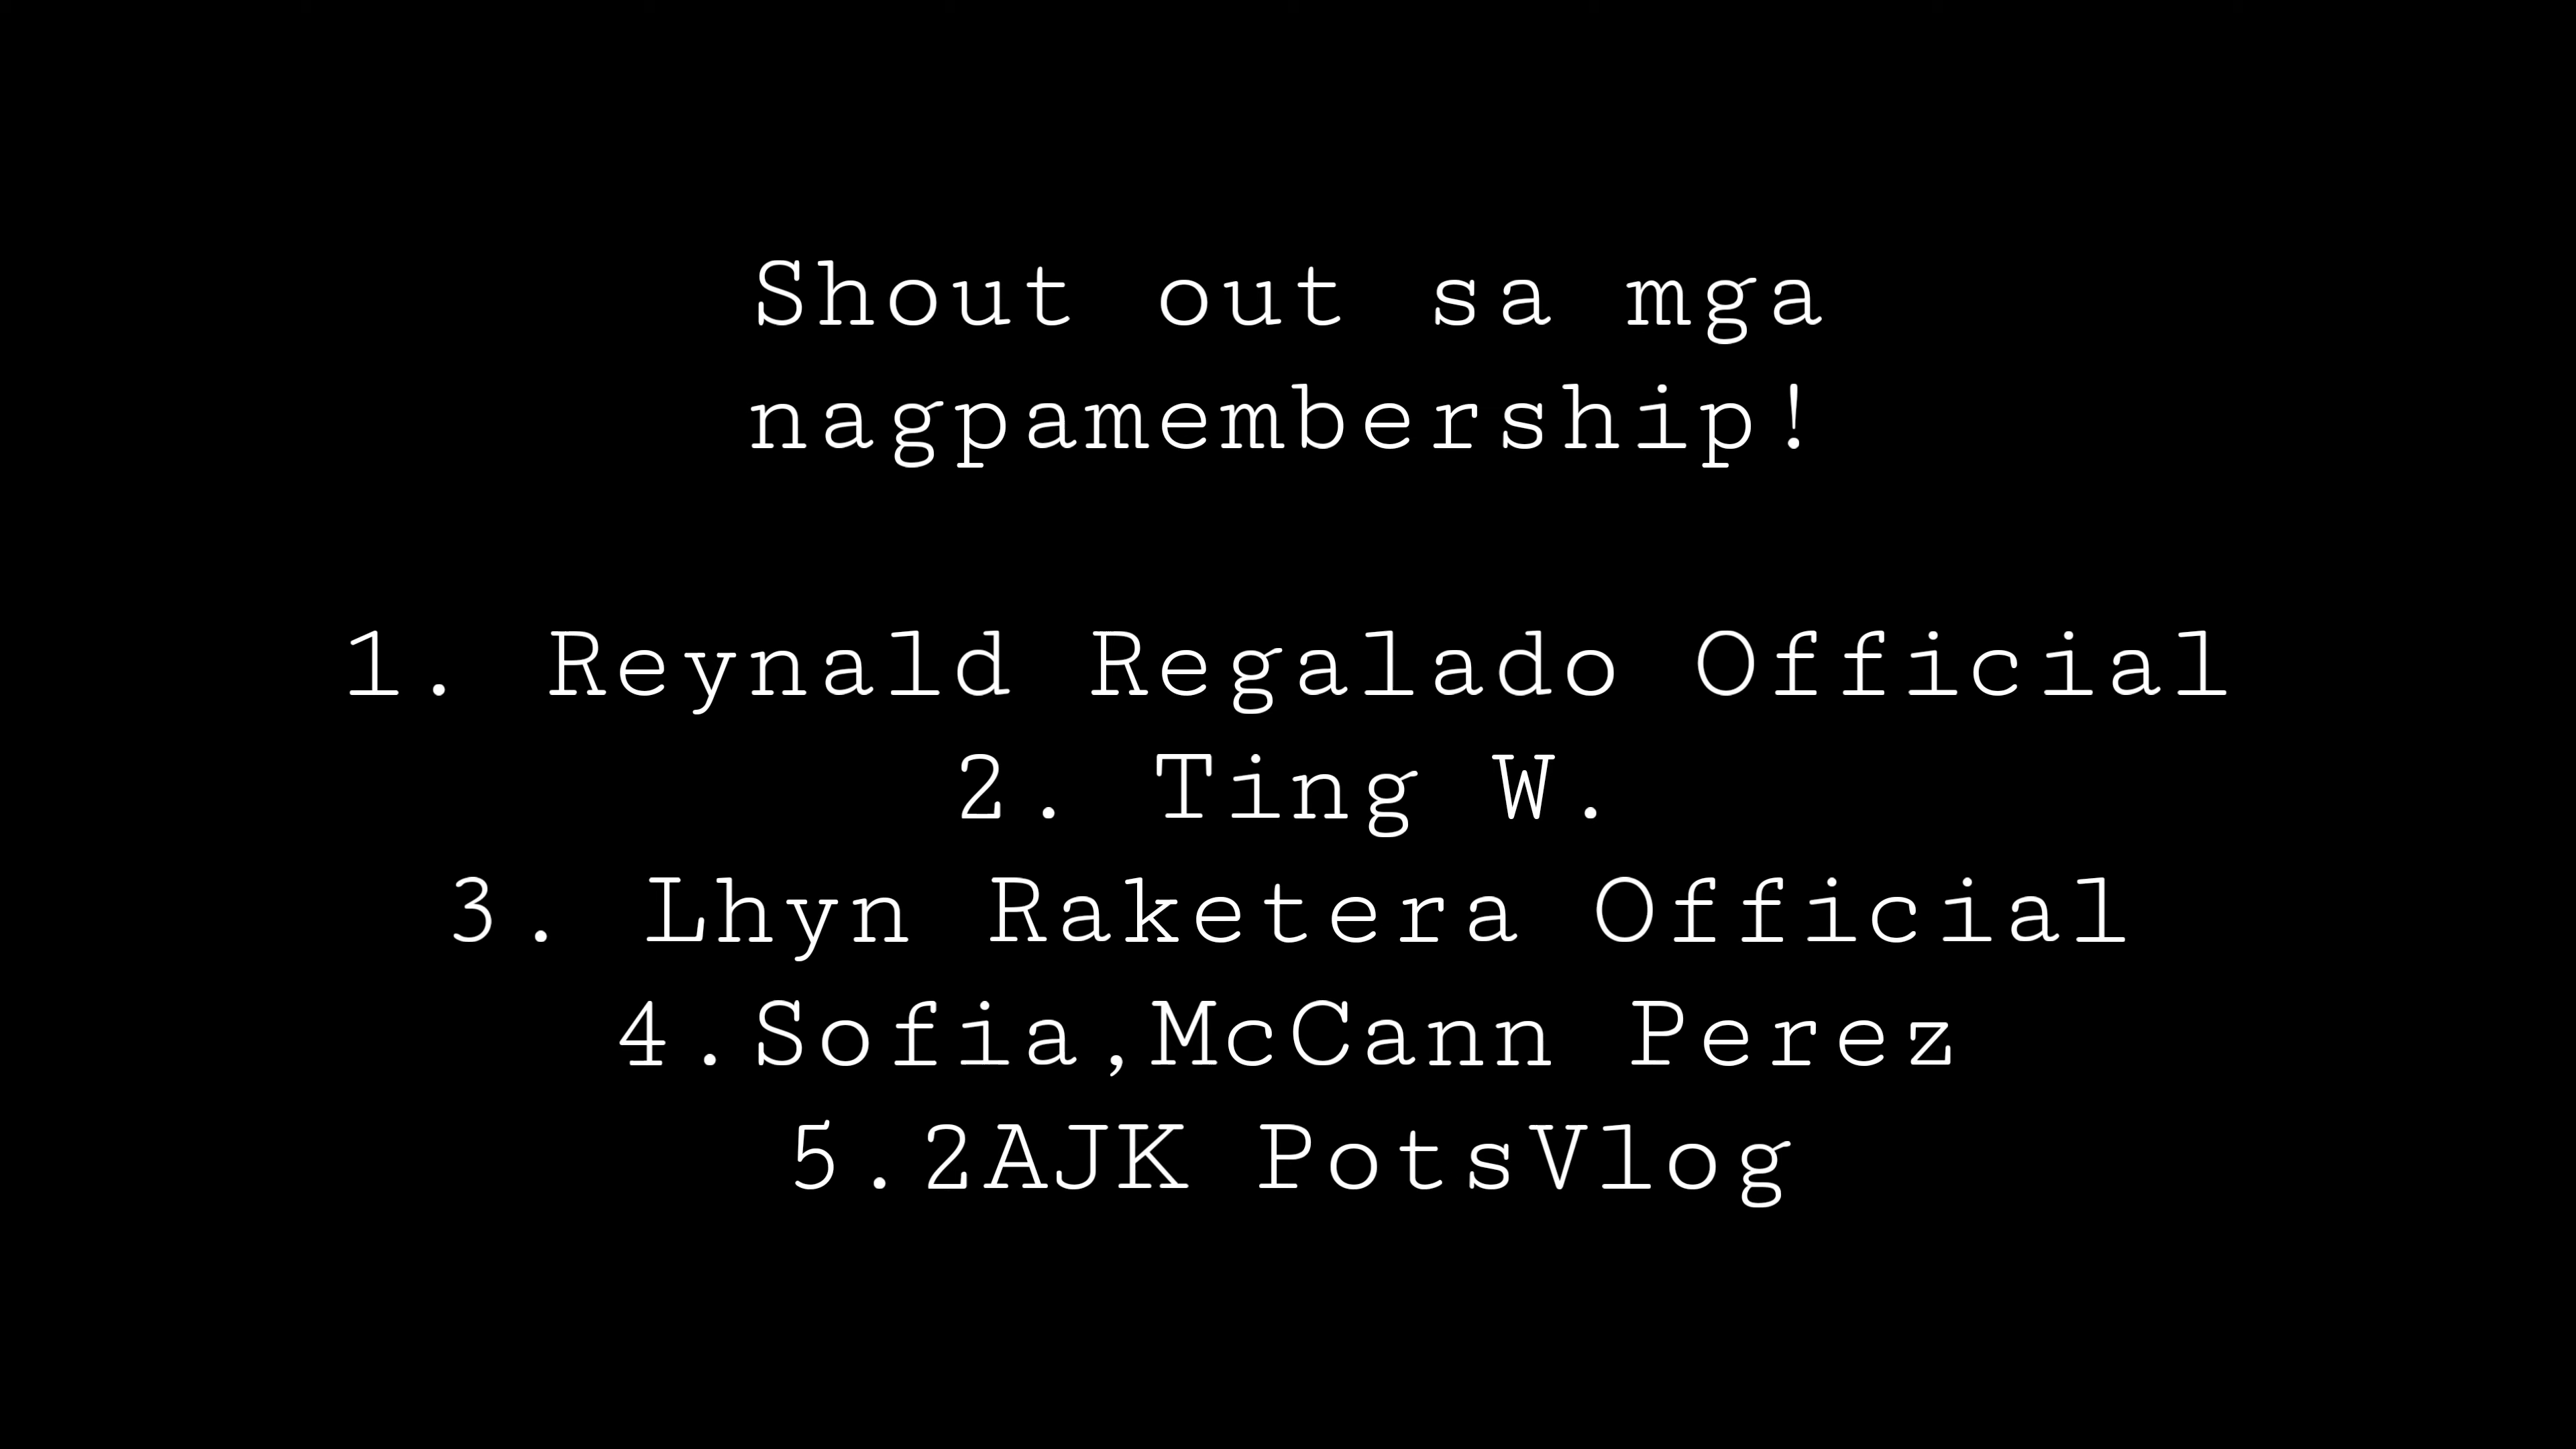 Shout out sa mga
nagpamembership!
1. Reynald Regalado Official
2. Ting W.
3. Lhyn Raketera Official
4.Sofia,McCann Perez
5.2AJK PotsVlog